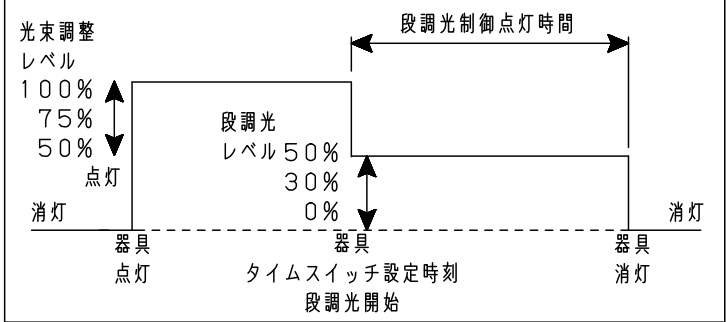 光束調整
レベル
100%
75%
50%
点灯
消灯
段調光制御点灯時間
段調光
レベル50%
30%
0%
消灯
器具
点灯
器具
タイムスイッチ設定時刻
段調光開始
器具
消灯